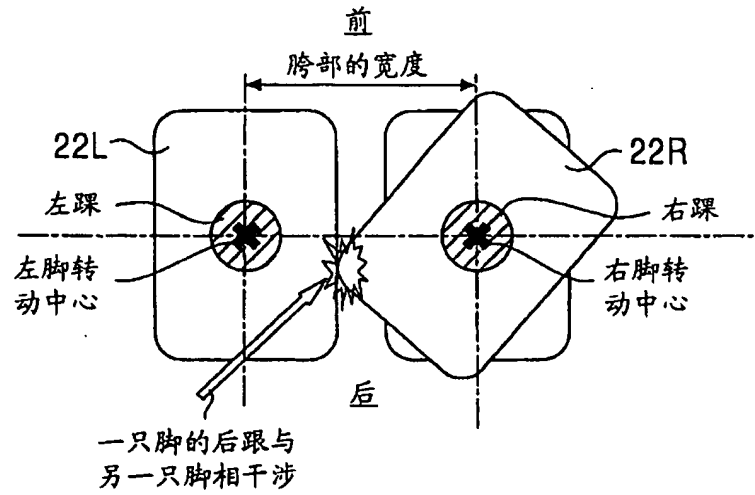 前
胯部的宽度
22L
22R
左踝
右踝
左脚转
动中心
右脚转
动中心
后
一只脚的后跟与
另一只脚相干涉